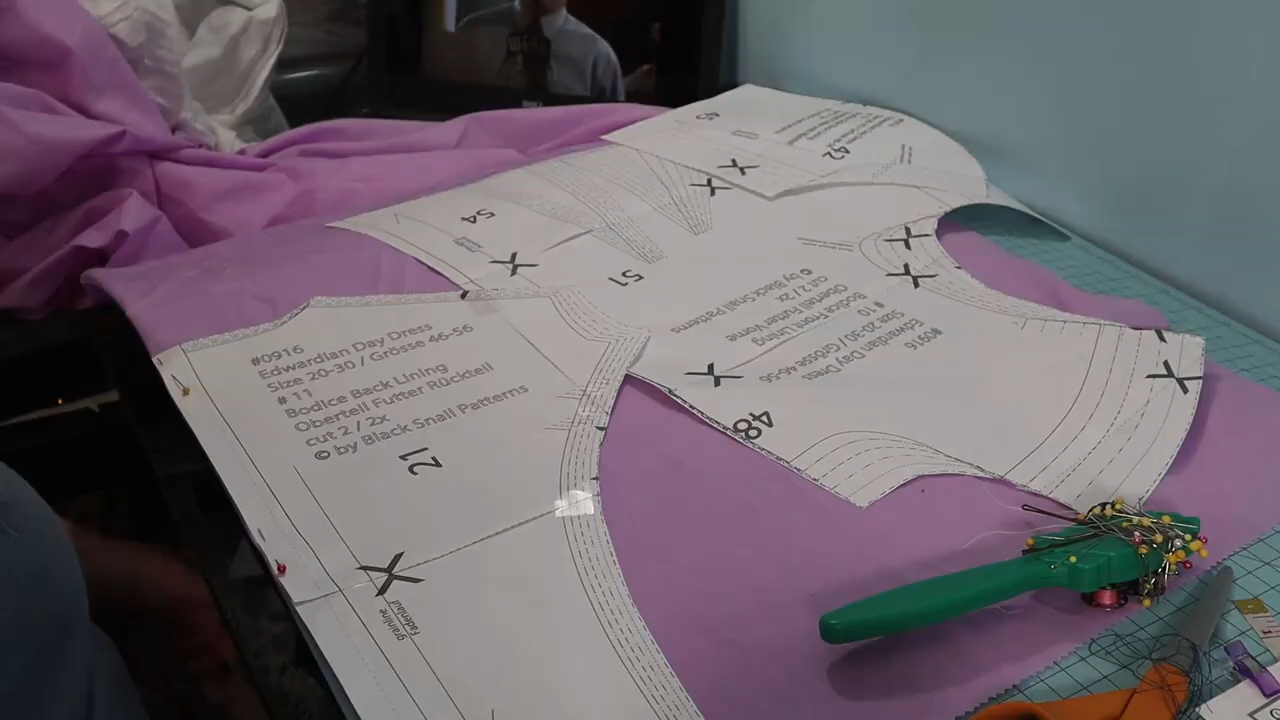 #0916
Edwardian Day Dress
Size 20-30 / Grösse 46-56
# 11
Bodice Back Lining
Oberteil Futter Rückteil
cut 2 / 2x
© by Black Snail Patterns
21
grainline
Fadenlauf
#0916
Edwardian Day Dress
Size 20-30 / Grösse 46-56
# 10
Bodice Front Lining
Oberteil Futter Vorne
cut 2 / 2x
© by Black Snail Patterns
48
51
54
42
45